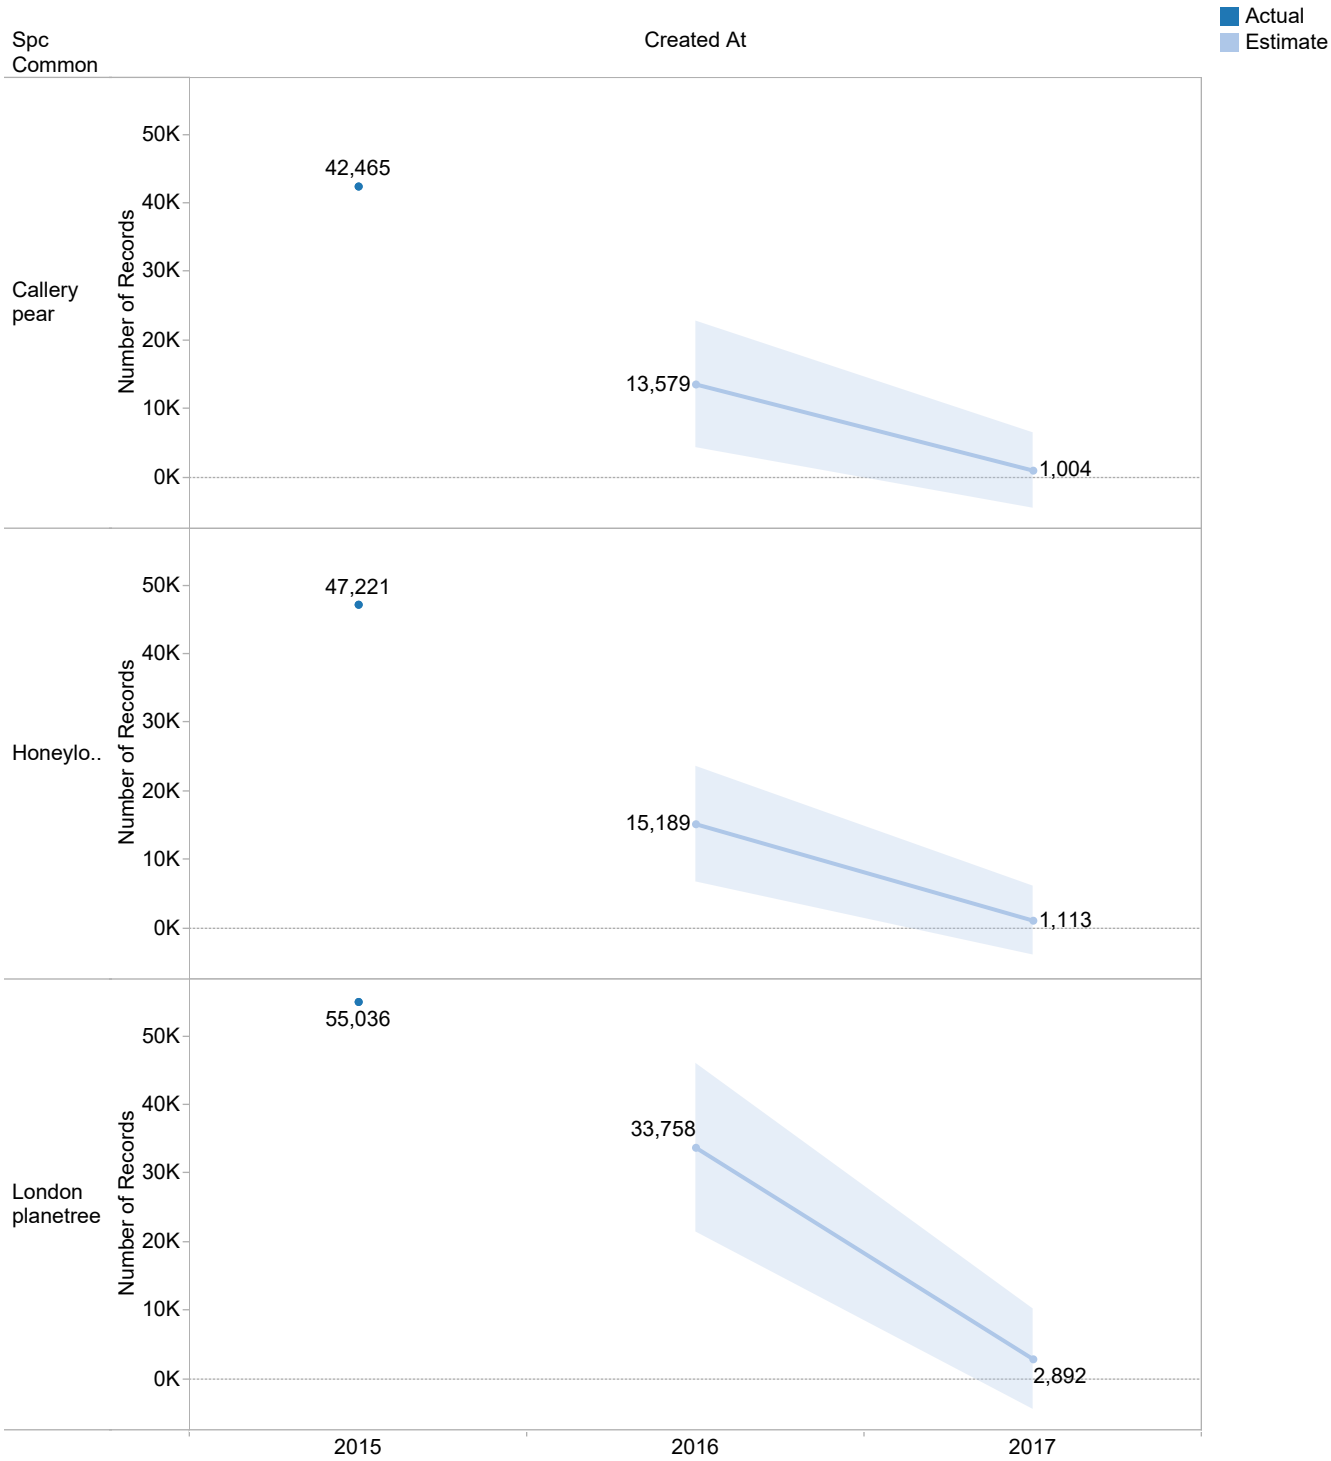 Actual
Estimate
Spc
Common
Created At
Callery
pear
Number of Records
50K
40K
30K
20K
10K
0K
42,465
13,579
1,004
Honeylo..
Number of Records
50K
40K
30K
20K
10K
0K
47,221
15,189
1,113
London
planetree
Number of Records
50K
40K
30K
20K
10K
0K
55,036
33,758
2,892
2015
2016
2017